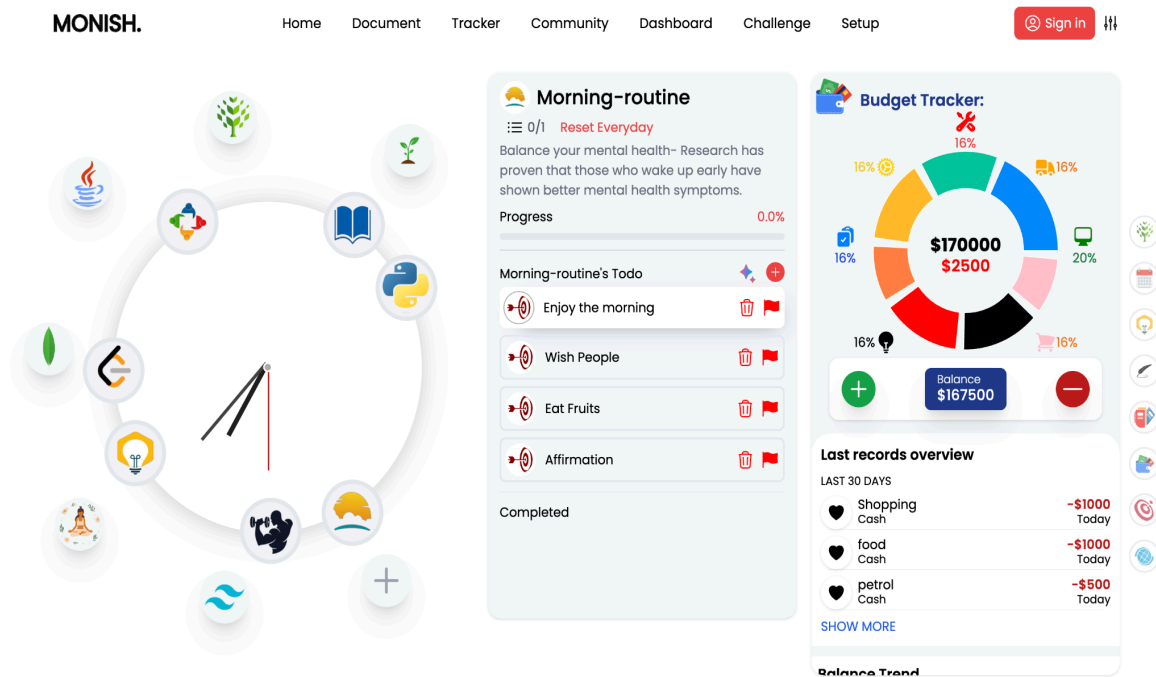 MONISH.
Home Document Tracker Community Dashboard Challenge Setup
Sign in
Morning-routine
0/1 Reset Everyday
Balance your mental health- Research has
proven that those who wake up early have
shown better mental health symptoms.
Progress 0.0%
Morning-routine's Todo
Enjoy the morning
Wish People
Eat Fruits
Affirmation
Completed
Budget Tracker:
16%
16% 16%
$170000
$2500
16% 20%
16% 16%
Balance
$167500
Last records overview
LAST 30 DAYS
Shopping -$1000
Cash Today
food -$1000
Cash Today
petrol -$500
Cash Today
SHOW MORE
Balance Trend